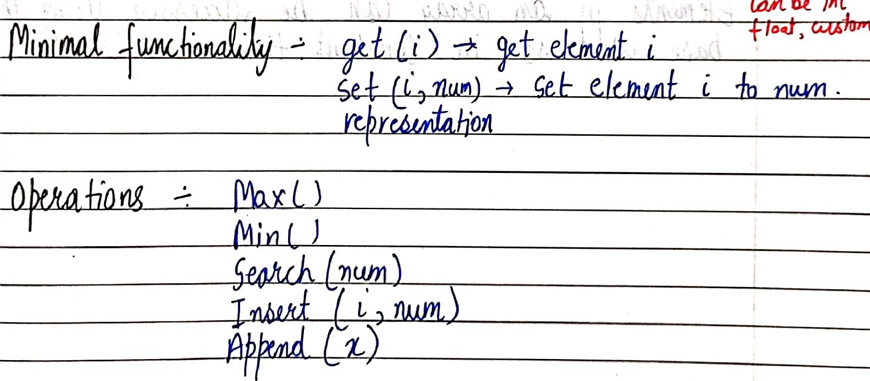 can be int
float, custom
Minimal functionality ÷ get (i) → get element i
set (i, num) → set element i to num.
representation
Operations ÷ Max()
Min()
Search (num)
Insert (i, num)
Append (x)